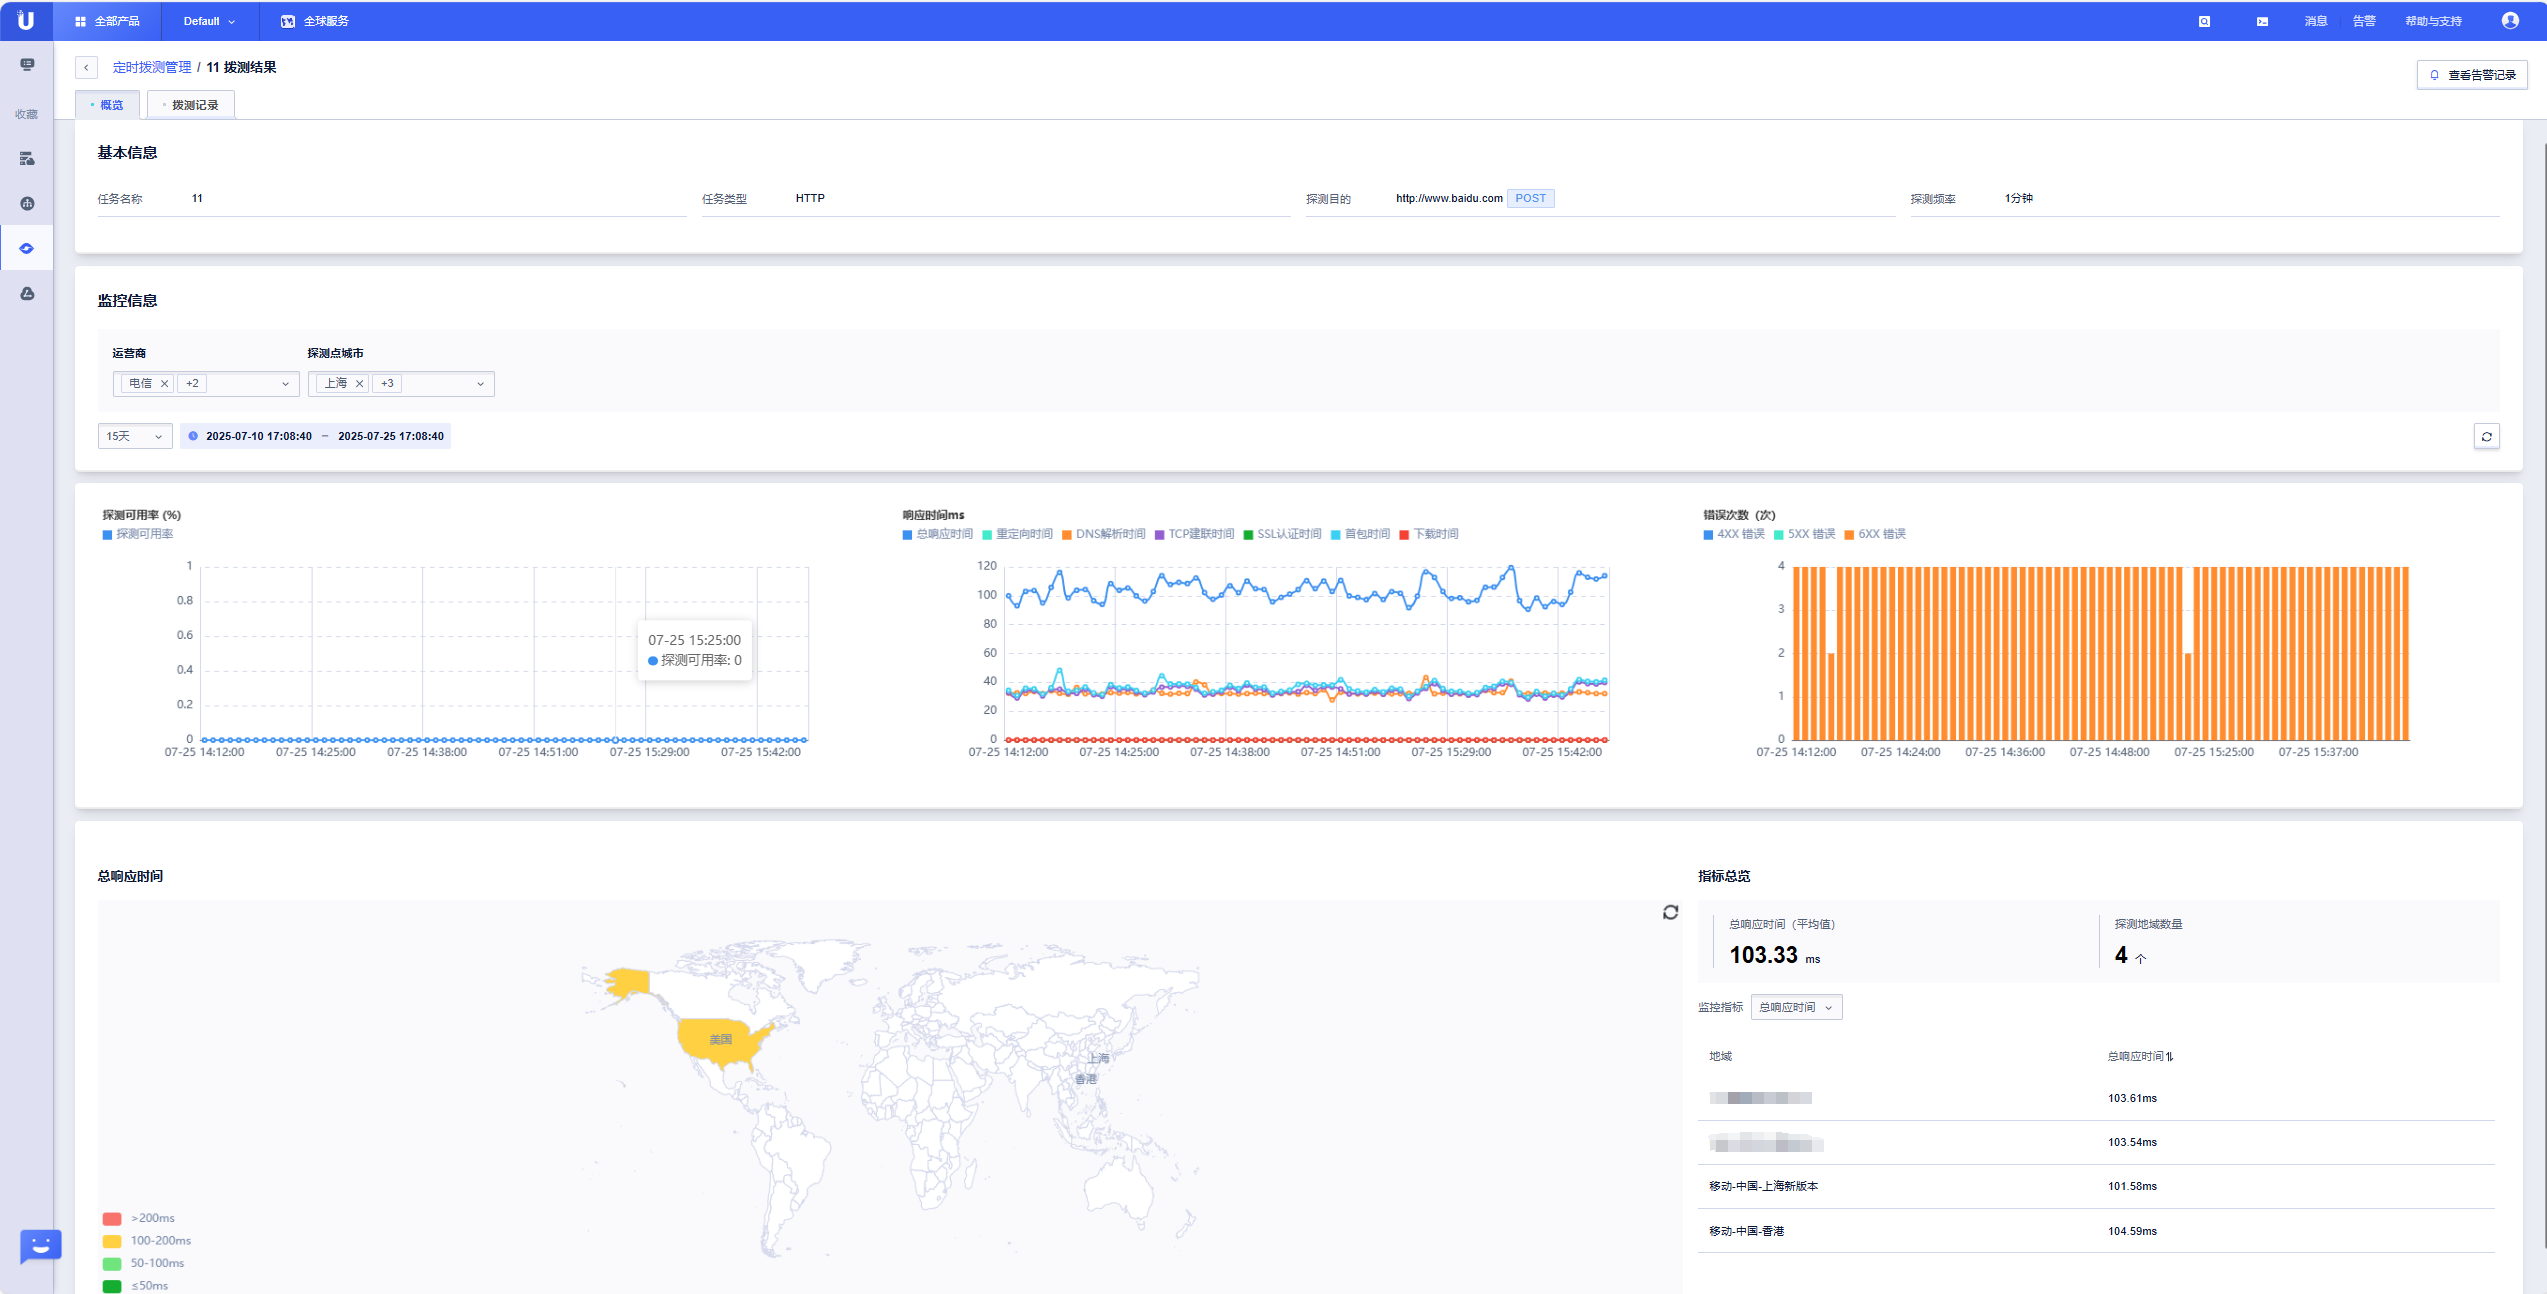 U 全部产品 Default 全球服务 消息 告警 帮助与支持
收藏
定时拨测管理 / 11 拨测结果
查看告警记录
概览 拨测记录
基本信息
任务名称 11 任务类型 HTTP 探测目的 http://www.baidu.com POST 探测频率 1分钟
监控信息
运营商 探测点城市
电信 +2 上海 +3
15天 2025-07-10 17:08:40 – 2025-07-25 17:08:40
探测可用率 (%)
探测可用率
1
0.8
0.6
0.4
0.2
0
07-25 14:12:00 07-25 14:25:00 07-25 14:38:00 07-25 14:51:00 07-25 15:29:00 07-25 15:42:00
07-25 15:25:00
探测可用率: 0
响应时间ms
总响应时间 重定向时间 DNS解析时间 TCP建联时间 SSL认证时间 首包时间 下载时间
120
100
80
60
40
20
0
07-25 14:12:00 07-25 14:25:00 07-25 14:38:00 07-25 14:51:00 07-25 15:29:00 07-25 15:42:00
错误次数（次）
4XX 错误 5XX 错误 6XX 错误
4
3
2
1
0
07-25 14:12:00 07-25 14:24:00 07-25 14:36:00 07-25 14:48:00 07-25 15:25:00 07-25 15:37:00
总响应时间
美国
上海
香港
>200ms
100-200ms
50-100ms
≤50ms
指标总览
总响应时间（平均值） 探测地域数量
103.33 ms 4 个
监控指标 总响应时间
地域 总响应时间
103.61ms
103.54ms
移动-中国-上海新版本 101.58ms
移动-中国-香港 104.59ms